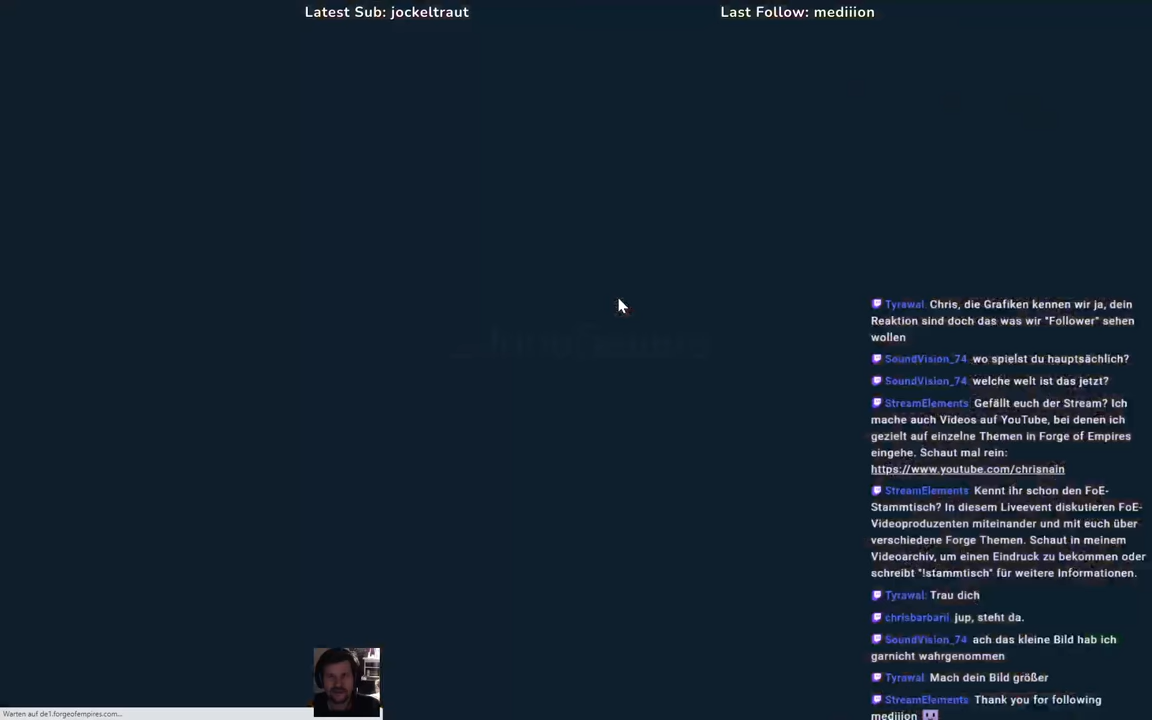 Latest Sub: jockeltraut
Last Follow: mediiion
Tyrawal Chris, die Grafiken kennen wir ja, dein
Reaktion sind doch das was wir "Follower" sehen
wollen
SoundVision_74 wo spielst du hauptsächlich?
SoundVision_74 welche welt ist das jetzt?
StreamElements Gefällt euch der Stream? Ich
mache auch Videos auf YouTube, bei denen ich
gezielt auf einzelne Themen in Forge of Empires
eingehe. Schaut mal rein:
https://www.youtube.com/chrisnain
StreamElements Kennt ihr schon den FoE-
Stammtisch? In diesem Liveevent diskutieren FoE-
Videoproduzenten miteinander und mit euch über
verschiedene Forge Themen. Schaut in meinem
Videoarchiv, um einen Eindruck zu bekommen oder
schreibt "!stammtisch" für weitere Informationen.
Tyrawal Trau dich
chrisbarbaril jup, steht da.
SoundVision_74 ach das kleine Bild hab ich
garnicht wahrgenommen
Tyrawal Mach dein Bild größer
StreamElements Thank you for following
mediiion
Warten auf de1.forgeofempires.com...